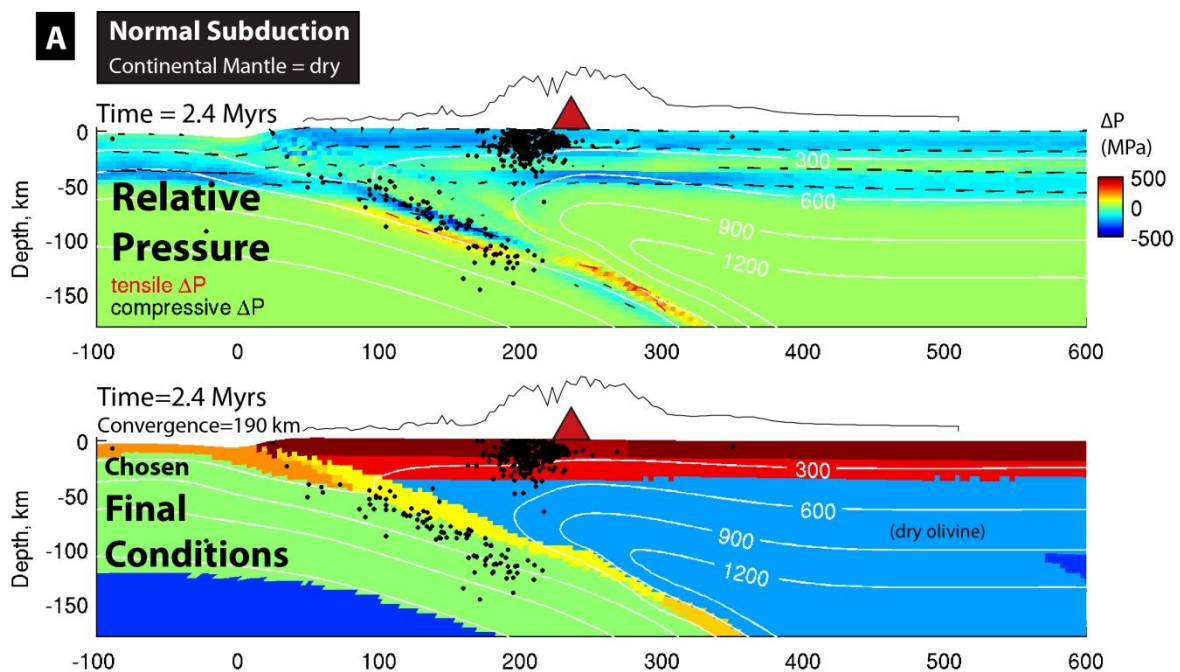 A
Normal Subduction
Continental Mantle = dry
Time = 2.4 Myrs
0
-50
-100
-150
Depth, km
Relative
Pressure
tensile ΔP
compressive ΔP
300
600
900
1200
ΔP
(MPa)
500
0
-500
-100 0 100 200 300 400 500 600
Time=2.4 Myrs
Convergence=190 km
0
-50
-100
-150
Depth, km
Chosen
Final
Conditions
300
600
(dry olivine)
900
1200
-100 0 100 200 300 400 500 600